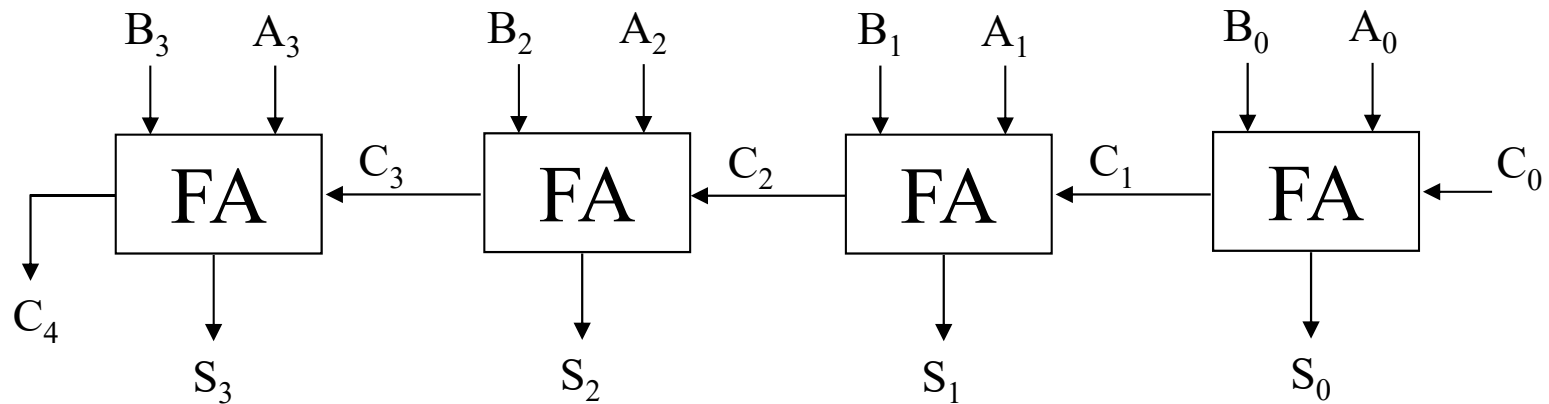 B₃ A₃ B₂ A₂ B₁ A₁ B₀ A₀
FA C₃ FA C₂ FA C₁ FA C₀
C₄
S₃ S₂ S₁ S₀